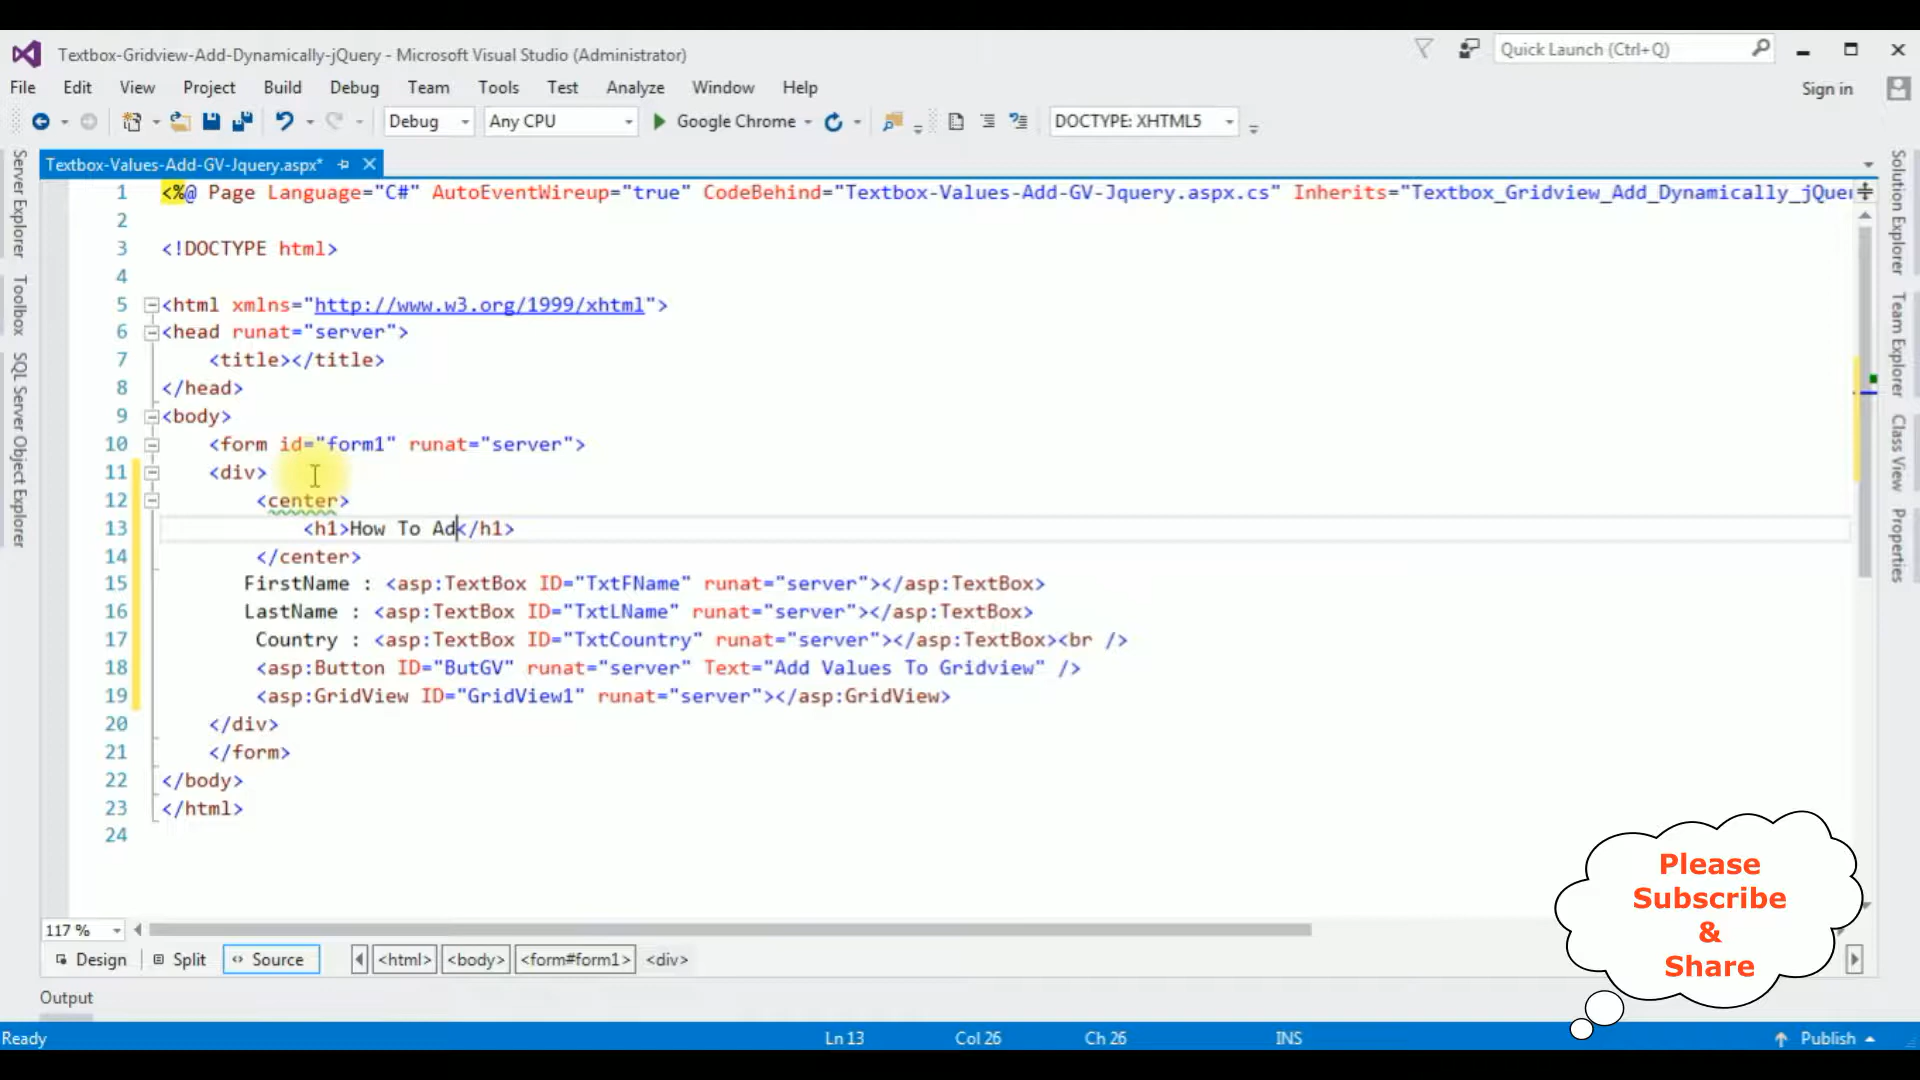 Textbox-Gridview-Add-Dynamically-jQuery - Microsoft Visual Studio (Administrator)
Quick Launch (Ctrl+Q)
File Edit View Project Build Debug Team Tools Test Analyze Window Help
Sign in
Debug Any CPU Google Chrome DOCTYPE: XHTML5
Server Explorer
Toolbox
SQL Server Object Explorer
Textbox-Values-Add-GV-Jquery.aspx*
1 <%@ Page Language="C#" AutoEventWireup="true" CodeBehind="Textbox-Values-Add-GV-Jquery.aspx.cs" Inherits="Textbox_Gridview_Add_Dynamically_jQuer
2
3 <!DOCTYPE html>
4
5 <html xmlns="http://www.w3.org/1999/xhtml">
6 <head runat="server">
7 <title></title>
8 </head>
9 <body>
10 <form id="form1" runat="server">
11 <div>
12 <center>
13 <h1>How To Ad</h1>
14 </center>
15 FirstName : <asp:TextBox ID="TxtFName" runat="server"></asp:TextBox>
16 LastName : <asp:TextBox ID="TxtLName" runat="server"></asp:TextBox>
17 Country : <asp:TextBox ID="TxtCountry" runat="server"></asp:TextBox><br />
18 <asp:Button ID="ButGV" runat="server" Text="Add Values To Gridview" />
19 <asp:GridView ID="GridView1" runat="server"></asp:GridView>
20 </div>
21 </form>
22 </body>
23 </html>
24
Solution Explorer
Team Explorer
Class View
Properties
Please
Subscribe
&
Share
117 %
Design Split Source <html> <body> <form#form1> <div>
Output
Ready Ln 13 Col 26 Ch 26 INS Publish